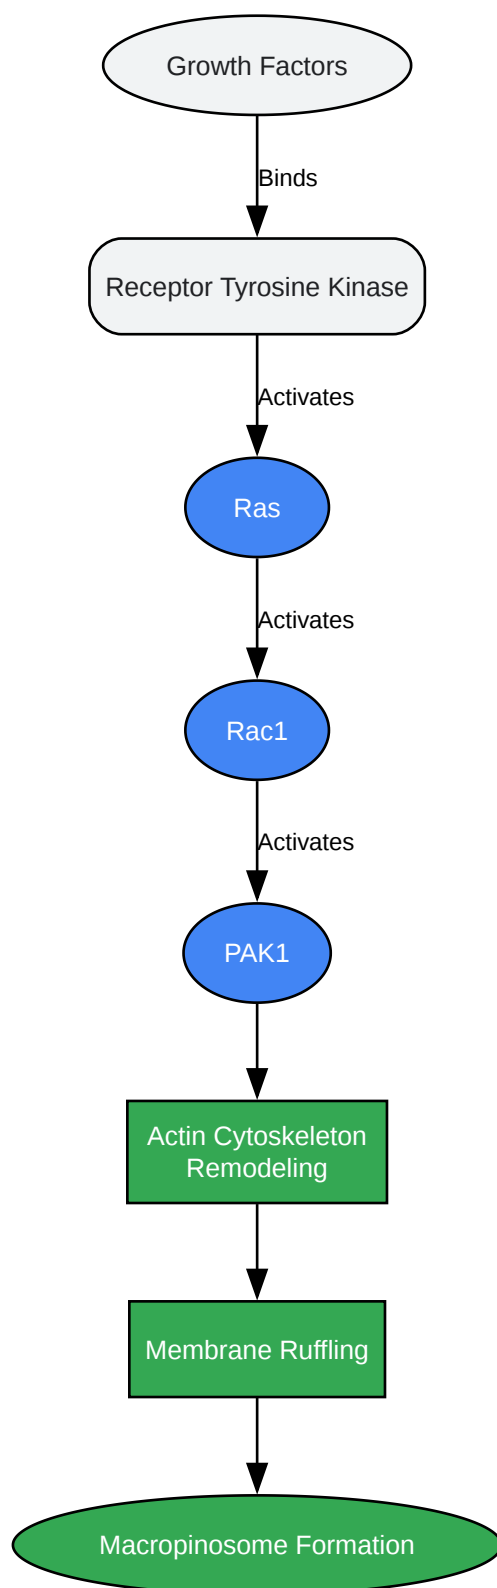 Growth Factors
Binds
Receptor Tyrosine Kinase
Activates
Ras
Activates
Rac1
Activates
PAK1
Actin Cytoskeleton
Remodeling
Membrane Ruffling
Macropinosome Formation